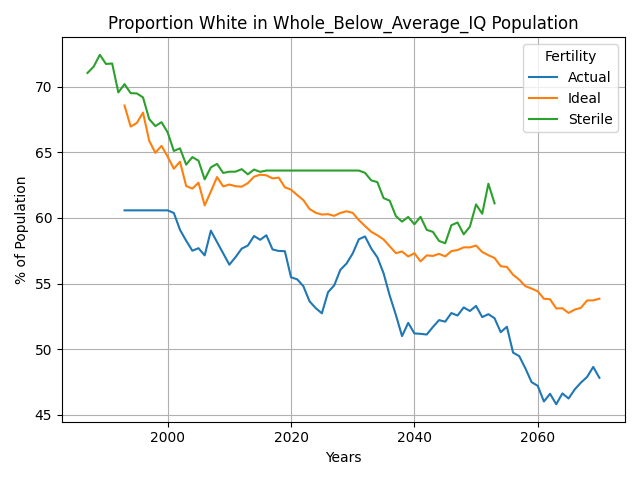 Proportion White in Whole_Below_Average_IQ Population
Fertility
Actual
Ideal
Sterile
% of Population
70
65
60
55
50
45
2000
2020
2040
2060
Years